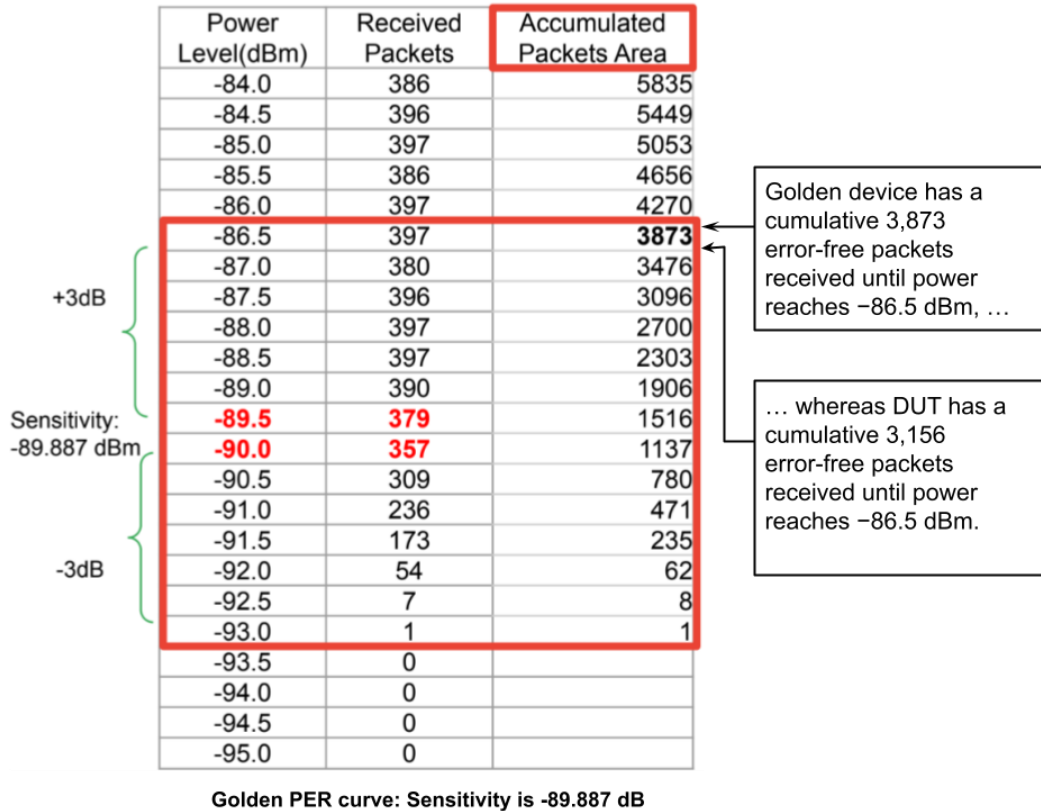 Power Level(dBm) Received Packets Accumulated Packets Area
-84.0 386 5835
-84.5 396 5449
-85.0 397 5053
-85.5 386 4656
-86.0 397 4270
-86.5 397 3873
-87.0 380 3476
-87.5 396 3096
-88.0 397 2700
-88.5 397 2303
-89.0 390 1906
-89.5 379 1516
-90.0 357 1137
-90.5 309 780
-91.0 236 471
-91.5 173 235
-92.0 54 62
-92.5 7 8
-93.0 1 1
-93.5 0
-94.0 0
-94.5 0
-95.0 0
+3dB
Sensitivity:
-89.887 dBm
-3dB
Golden device has a
cumulative 3,873
error-free packets
received until power
reaches −86.5 dBm, …
… whereas DUT has a
cumulative 3,156
error-free packets
received until power
reaches −86.5 dBm.
Golden PER curve: Sensitivity is -89.887 dB